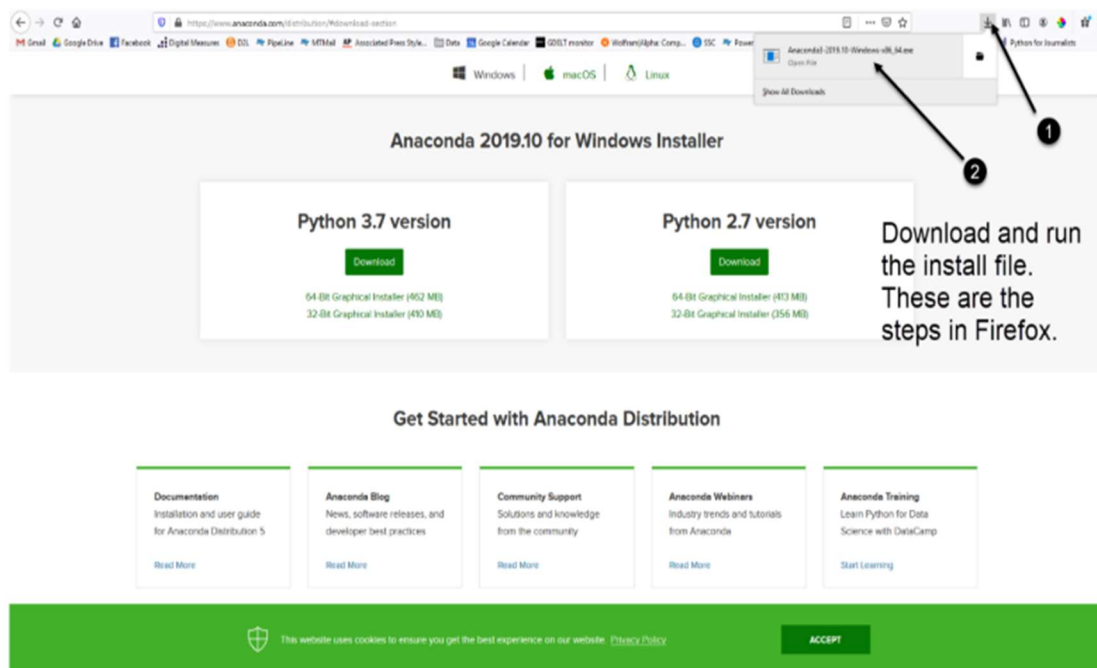 https://www.anaconda.com/distribution/#download-section
Gmail Google Drive Facebook Digital Measures D2L PipeLine MTMail Associated Press Style... Data Google Calendar GDELT monitor Wolfram|Alpha: Comp... SSC Python for Journalists
Anaconda3-2019.10-Windows-x86_64.exe
Open File
Show All Downloads
Windows | macOS | Linux
1
2
Anaconda 2019.10 for Windows Installer
Python 3.7 version
Download
64-Bit Graphical Installer (462 MB)
32-Bit Graphical Installer (410 MB)
Python 2.7 version
Download
64-Bit Graphical Installer (413 MB)
32-Bit Graphical Installer (356 MB)
Download and run
the install file.
These are the
steps in Firefox.
Get Started with Anaconda Distribution
Documentation
Installation and user guide
for Anaconda Distribution 5
Read More
Anaconda Blog
News, software releases, and
developer best practices
Read More
Community Support
Solutions and knowledge
from the community
Read More
Anaconda Webinars
Industry trends and tutorials
from Anaconda
Read More
Anaconda Training
Learn Python for Data
Science with DataCamp
Start Learning
This website uses cookies to ensure you get the best experience on our website. Privacy Policy
ACCEPT